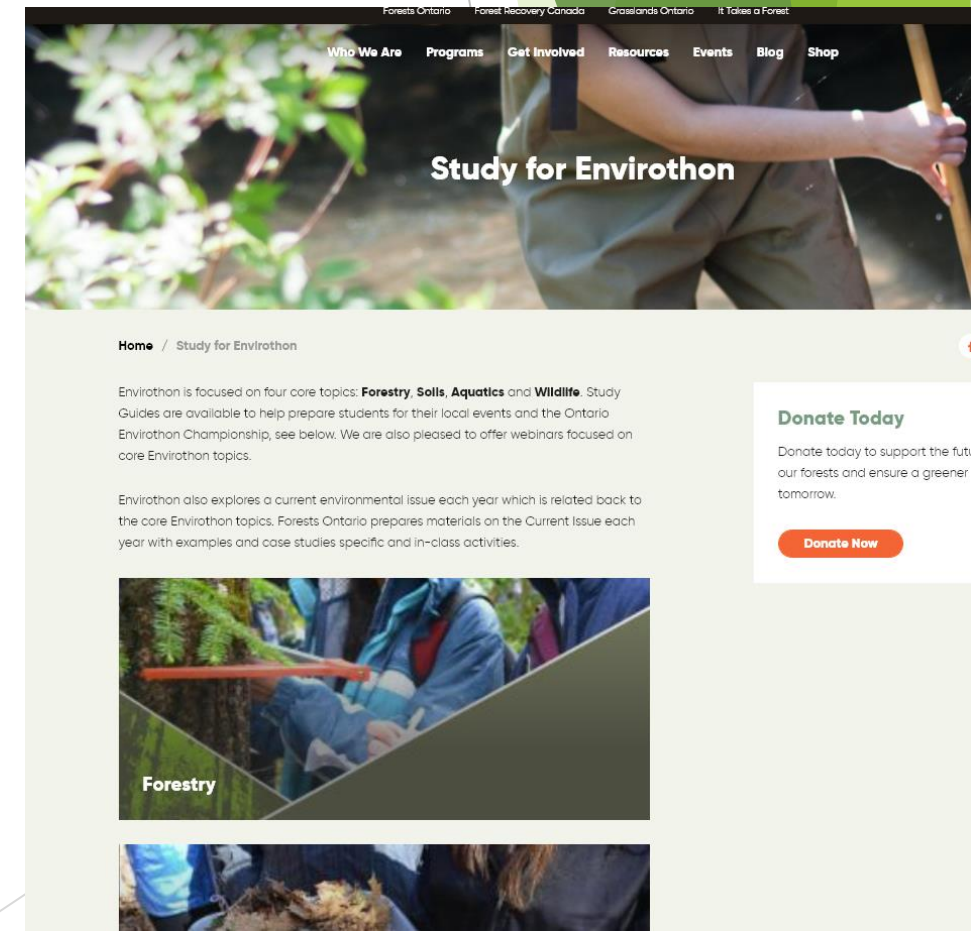 Forests Ontario Forest Recovery Canada Grasslands Ontario It Takes a Forest
Who We Are Programs Get Involved Resources Events Blog Shop
Study for Envirothon
Home / Study for Envirothon
Envirothon is focused on four core topics: Forestry, Soils, Aquatics and Wildlife. Study
Guides are available to help prepare students for their local events and the Ontario
Envirothon Championship, see below. We are also pleased to offer webinars focused on
core Envirothon topics.
Envirothon also explores a current environmental issue each year which is related back to
the core Envirothon topics. Forests Ontario prepares materials on the Current Issue each
year with examples and case studies specific and in-class activities.
Forestry
Donate Today
Donate today to support the
our forests and ensure a greener
tomorrow.
Donate Now